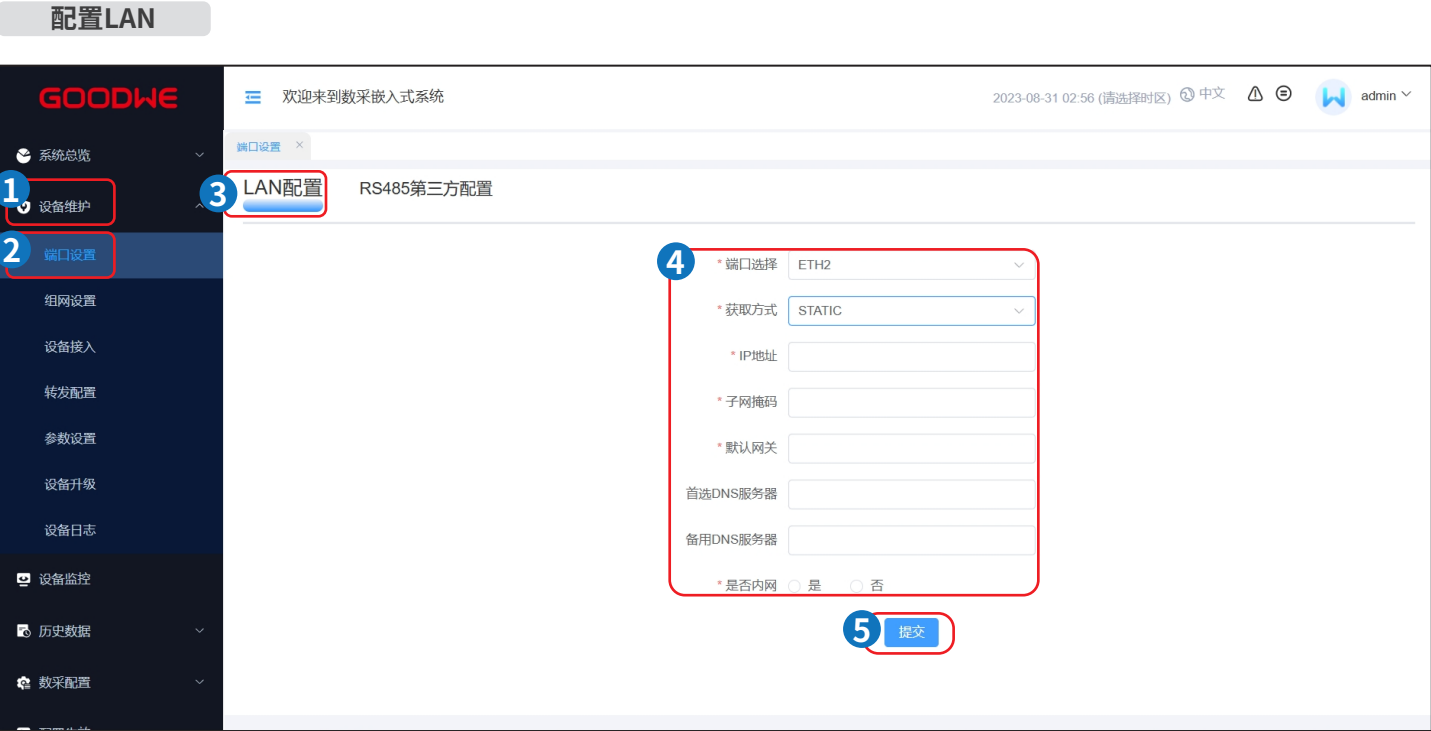 配置LAN
GOODWE
欢迎来到数采嵌入式系统
2023-08-31 02:56 (请选择时区)
中文
admin
端口设置 ×
系统总览
1
设备维护
2
端口设置
组网设置
设备接入
转发配置
参数设置
设备升级
设备日志
设备监控
历史数据
数采配置
3
LAN配置
RS485第三方配置
4
* 端口选择 ETH2
* 获取方式 STATIC
* IP地址
* 子网掩码
* 默认网关
首选DNS服务器
备用DNS服务器
* 是否内网 是 否
5
提交